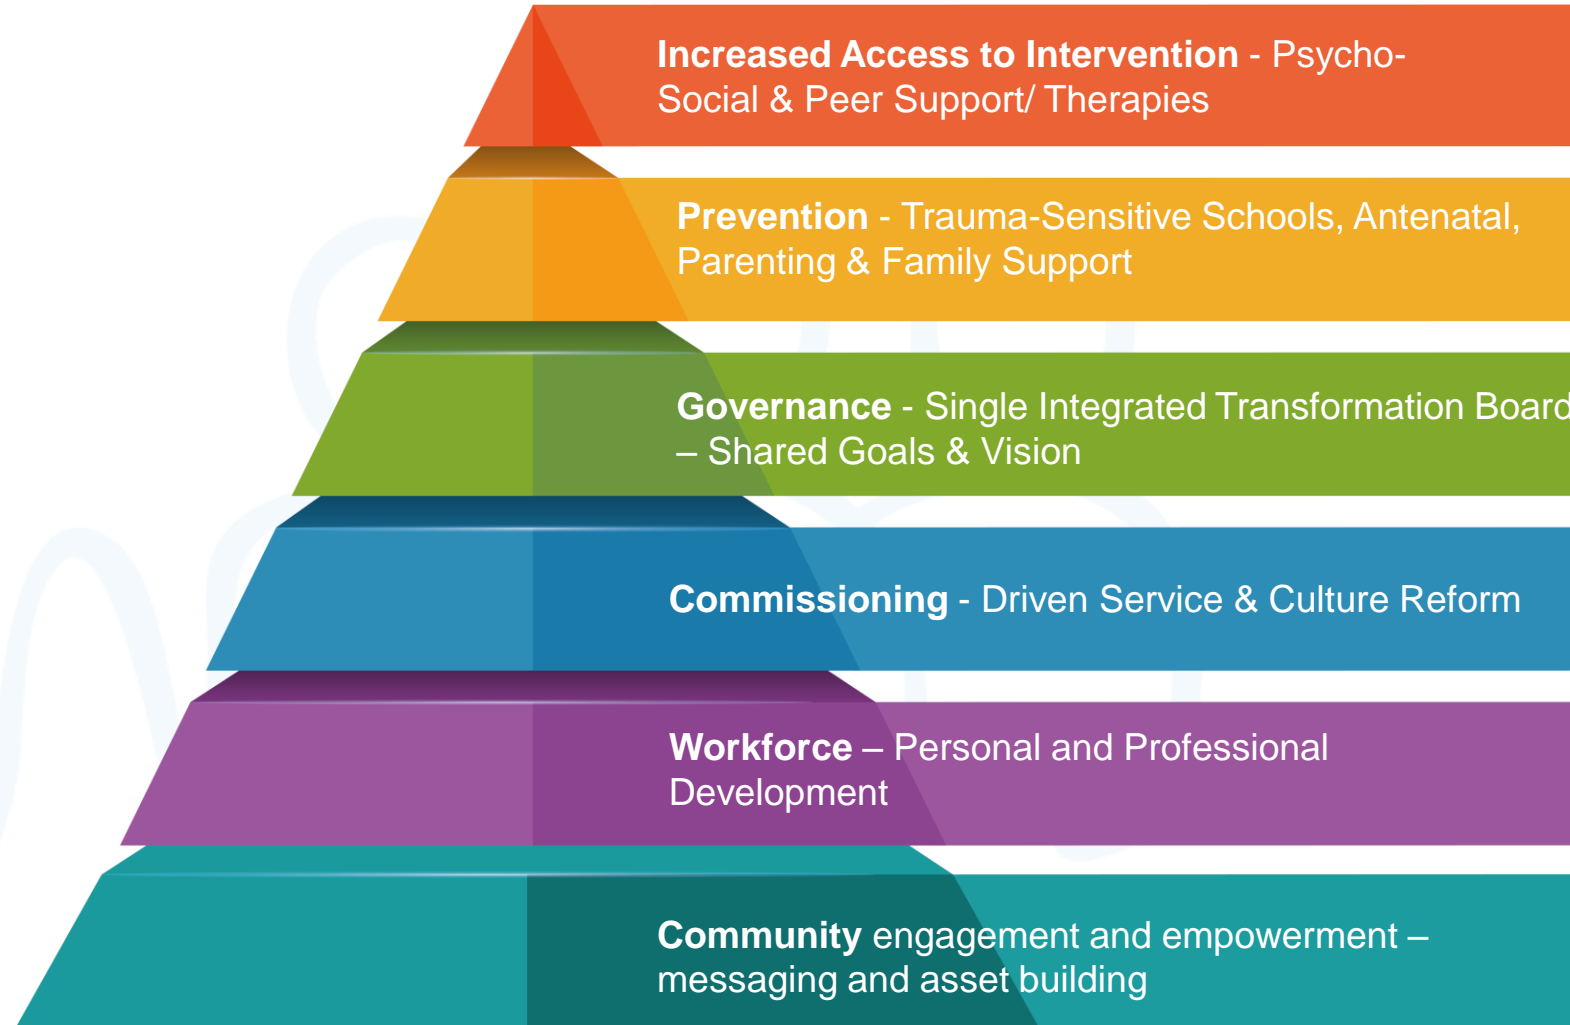 Increased Access to Intervention - Psycho-
Social & Peer Support/ Therapies
Prevention - Trauma-Sensitive Schools, Antenatal,
Parenting & Family Support
Governance - Single Integrated Transformation Board
– Shared Goals & Vision
Commissioning - Driven Service & Culture Reform
Workforce – Personal and Professional
Development
Community engagement and empowerment –
messaging and asset building